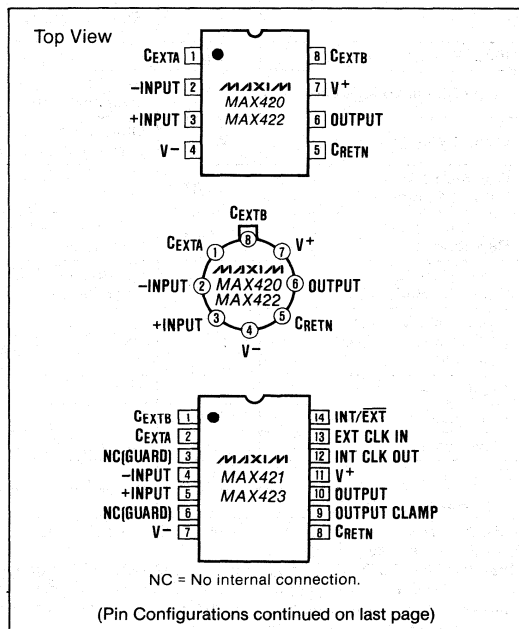 Top View
CEXTA 1
-INPUT 2
+INPUT 3
V- 4
MAXIM
MAX420
MAX422
8 CEXTB
7 V+
6 OUTPUT
5 CRETN
CEXTB
8
CEXTA 1
7 V+
-INPUT 2
MAXIM
MAX420
MAX422
6 OUTPUT
+INPUT 3
5 CRETN
4
V-
CEXTB 1
CEXTA 2
NC(GUARD) 3
-INPUT 4
+INPUT 5
NC(GUARD) 6
V- 7
MAXIM
MAX421
MAX423
14 INT/EXT
13 EXT CLK IN
12 INT CLK OUT
11 V+
10 OUTPUT
9 OUTPUT CLAMP
8 CRETN
NC = No internal connection.
(Pin Configurations continued on last page)